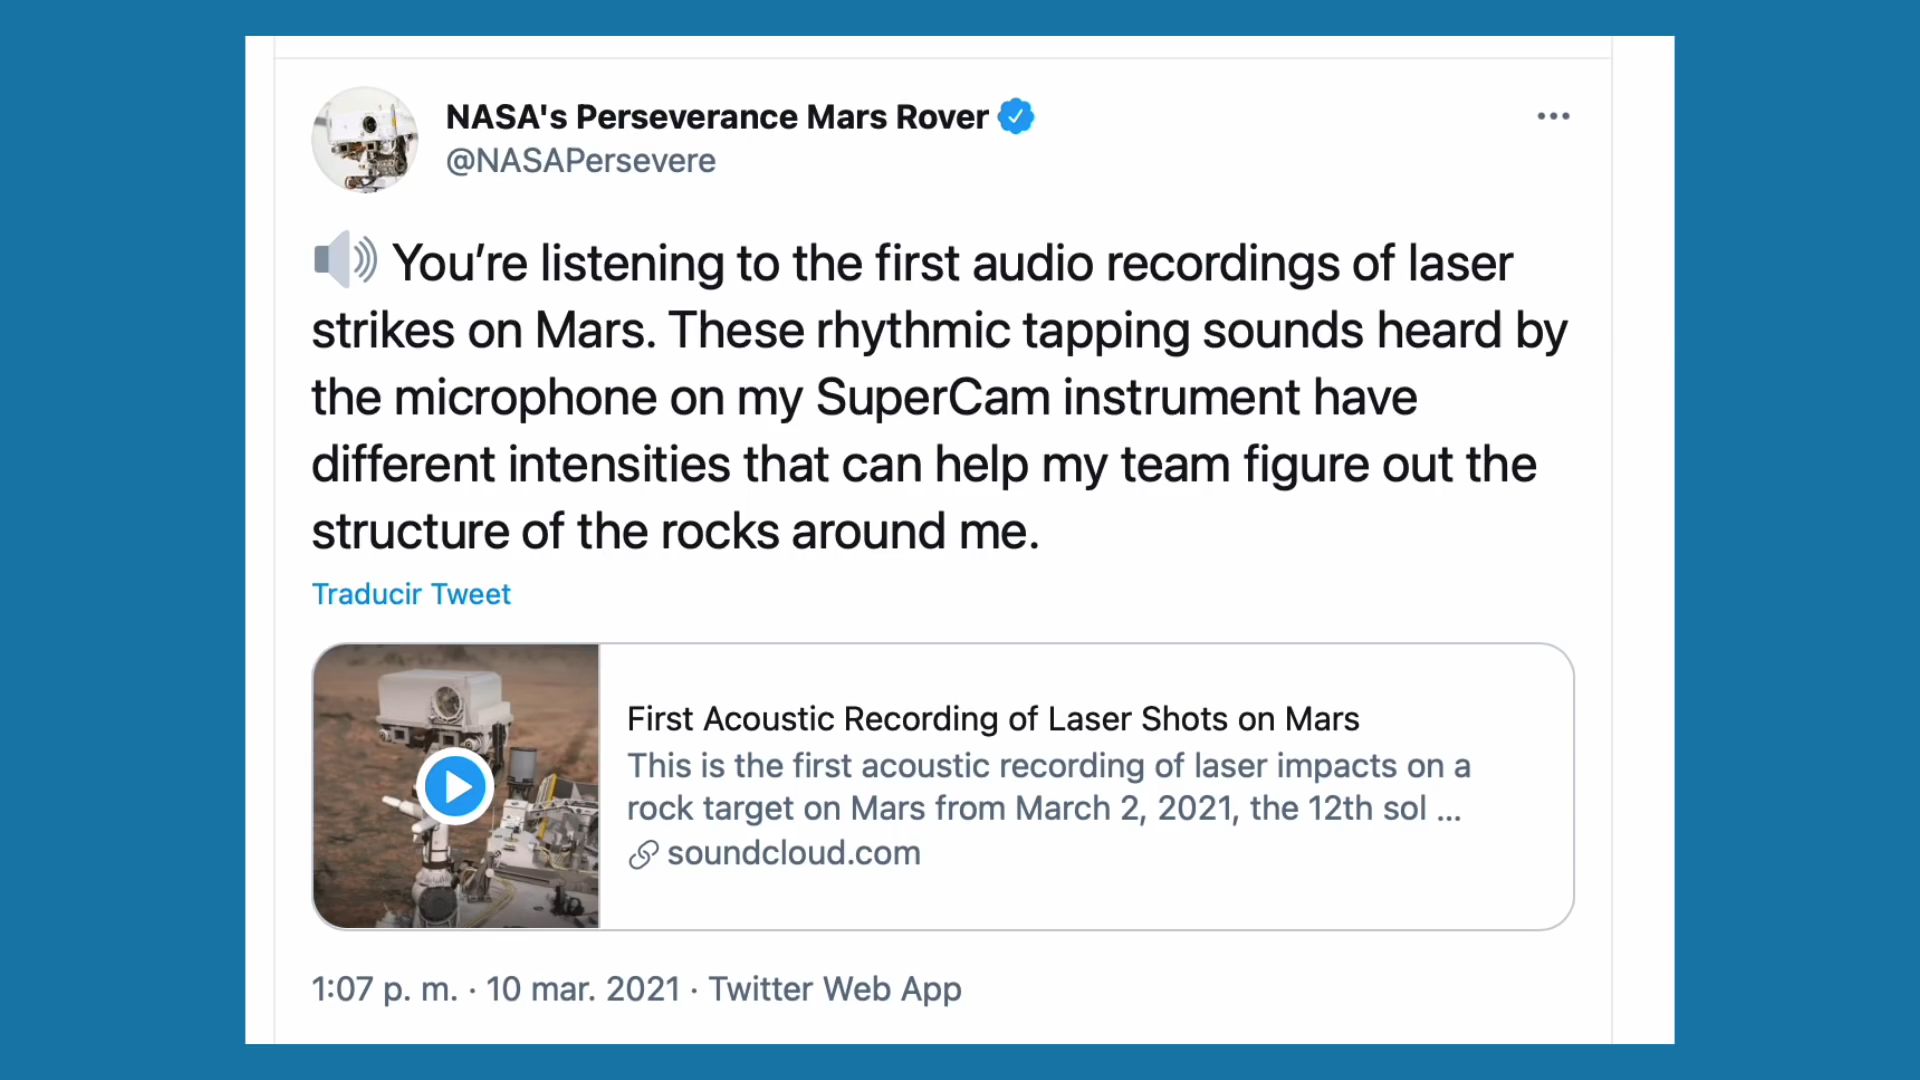 NASA's Perseverance Mars Rover
@NASAPersevere
You’re listening to the first audio recordings of laser
strikes on Mars. These rhythmic tapping sounds heard by
the microphone on my SuperCam instrument have
different intensities that can help my team figure out the
structure of the rocks around me.
Traducir Tweet
First Acoustic Recording of Laser Shots on Mars
This is the first acoustic recording of laser impacts on a
rock target on Mars from March 2, 2021, the 12th sol ...
soundcloud.com
1:07 p. m. · 10 mar. 2021 · Twitter Web App